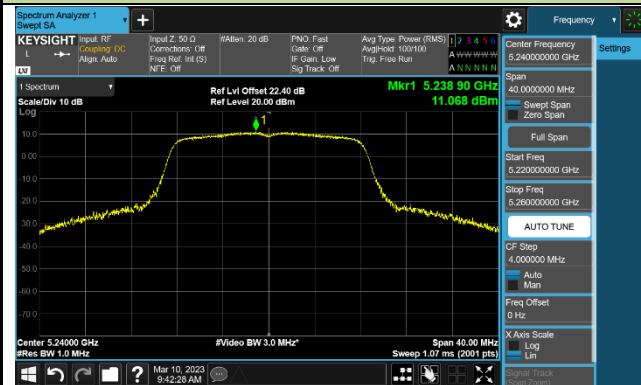 Spectrum Analyzer 1
Swept SA
Frequency
KEYSIGHT
L
LXI
Input: RF
Coupling: DC
Align: Auto
Input Z: 50 Ω
Corrections: Off
Freq Ref: Int (S)
NFE: Off
#Atten: 20 dB
PNO: Fast
Gate: Off
IF Gain: Low
Sig Track: Off
Avg Type: Power (RMS)
Avg|Hold: 100/100
Trig: Free Run
1 2 3 4 5 6
A W W W W W
A N N N N N
1 Spectrum
Scale/Div 10 dB
Log
Ref Lvl Offset 22.40 dB
Ref Level 20.00 dBm
Mkr1 5.238 90 GHz
11.068 dBm
1
10.0
0.00
-10.0
-20.0
-30.0
-40.0
-50.0
-60.0
-70.0
Center 5.24000 GHz
#Res BW 1.0 MHz
#Video BW 3.0 MHz*
Span 40.00 MHz
Sweep 1.07 ms (2001 pts)
Center Frequency
5.240000000 GHz
Settings
Span
40.0000000 MHz
Swept Span
Zero Span
Full Span
Start Freq
5.220000000 GHz
Stop Freq
5.260000000 GHz
AUTO TUNE
CF Step
4.000000 MHz
Auto
Man
Freq Offset
0 Hz
X Axis Scale
Log
Lin
Signal Track
(Span Zoom)
Mar 10, 2023
9:42:28 AM